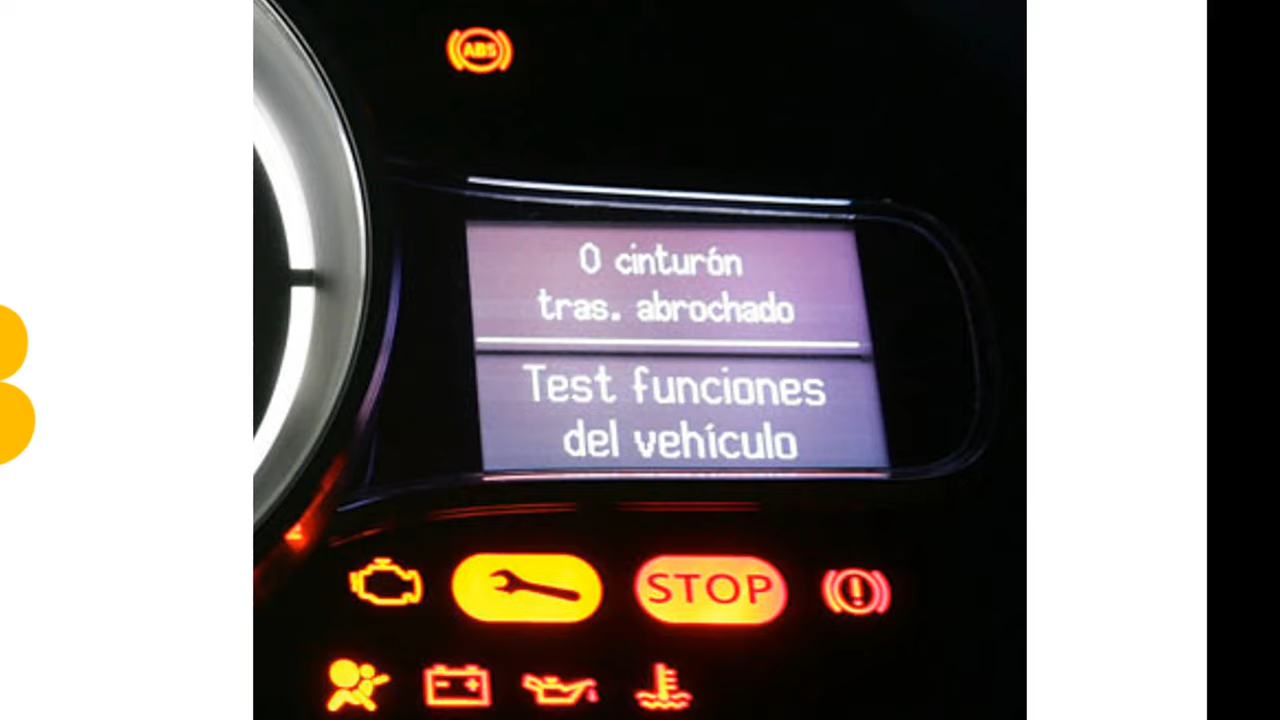 ABS
0 cinturón
tras. abrochado
Test funciones
del vehículo
STOP